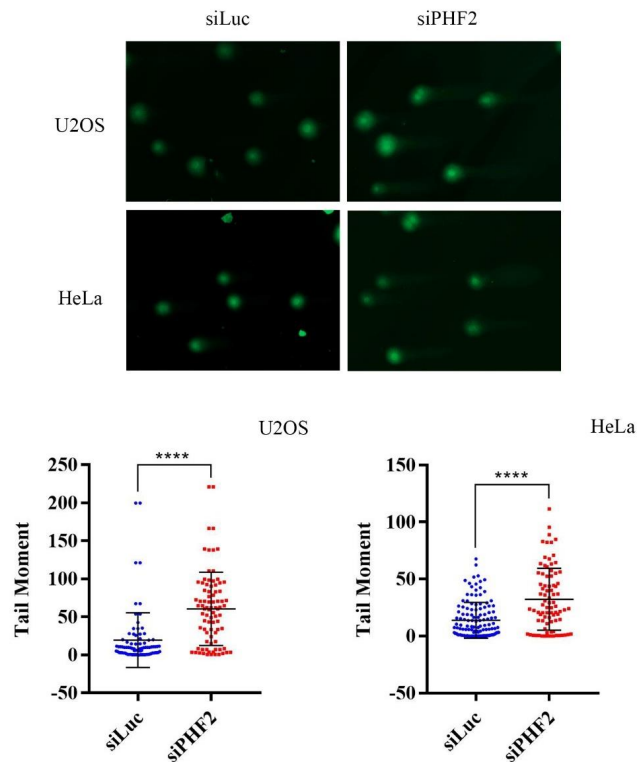 siLuc siPHF2
U2OS
HeLa
U2OS HeLa
**** ****
Tail Moment
250
200
150
100
50
0
-50
siLuc siPHF2
Tail Moment
150
100
50
0
-50
siLuc siPHF2